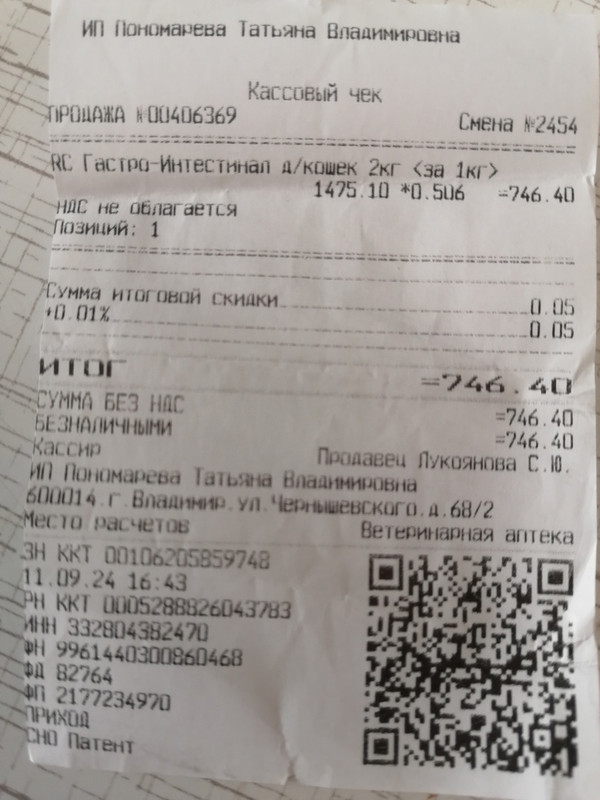 ИП Пономарева Татьяна Владимировна
Кассовый чек
ПРОДАЖА №00406369 Смена №2454
RC Гастро-Интестинал д/кошек 2кг <за 1кг>
1475.10 *0.506 =746.40
НДС не облагается
Позиций: 1
Сумма итоговой скидки 0.05
+0.01% 0.05
ИТОГ =746.40
СУММА БЕЗ НДС =746.40
БЕЗНАЛИЧНЫМИ =746.40
Кассир Продавец Лукоянова С.Ю.
ИП Пономарева Татьяна Владимировна
600014.г.Владимир.ул.Чернышевского.д.68/2
Место расчетов Ветеринарная аптека
ЗН ККТ 00106205859748
11.09.24 16:43
РН ККТ 0005288826043783
ИНН 332804382470
ФН 9961440300860468
ФД 82764
ФП 2177234970
ПРИХОД
СНО Патент